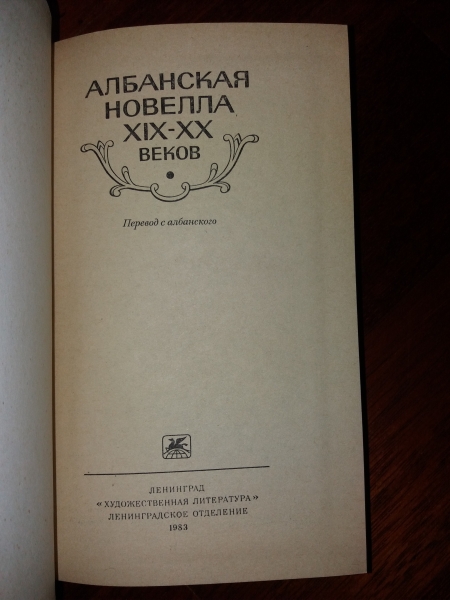 АЛБАНСКАЯ
НОВЕЛЛА
XIX-XX
ВЕКОВ
Перевод с албанского
ЛЕНИНГРАД
«ХУДОЖЕСТВЕННАЯ ЛИТЕРАТУРА»
ЛЕНИНГРАДСКОЕ ОТДЕЛЕНИЕ
1983